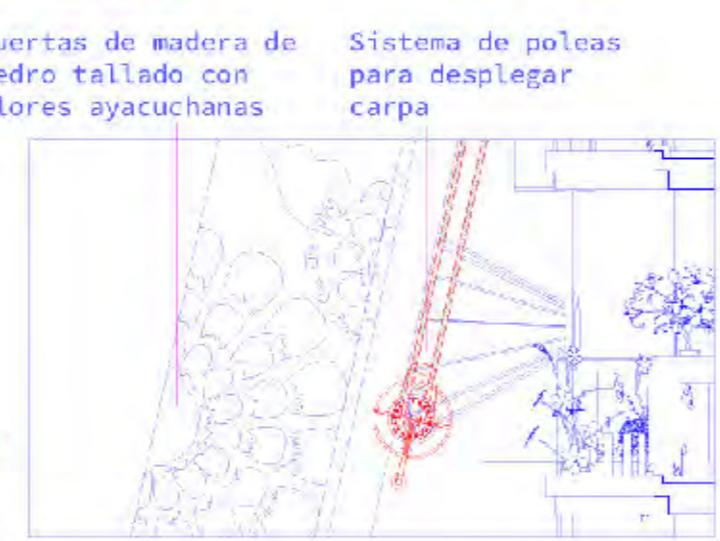 uertas de madera de
edro tallado con
lores ayacuchanas
Sistema de poleas
para desplegar
carpa